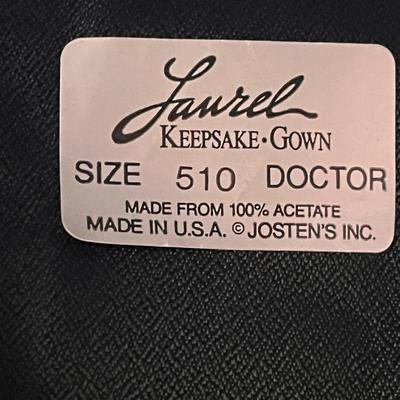 Laurel
KEEPSAKE·GOWN
SIZE 510 DOCTOR
MADE FROM 100% ACETATE
MADE IN U.S.A. © JOSTEN'S INC.